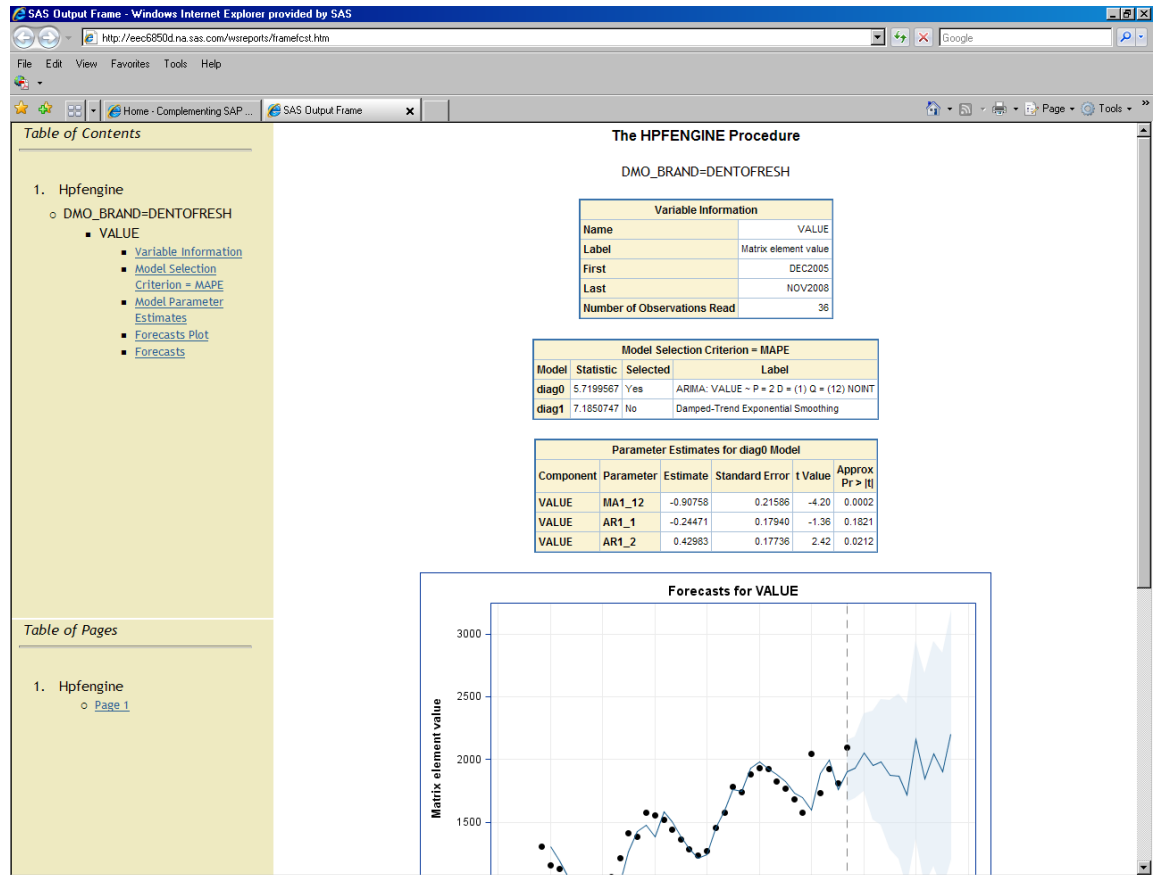 SAS Output Frame - Windows Internet Explorer provided by SAS
http://eec6850d.na.sas.com/wsreports/framefcst.htm
Google
File Edit View Favorites Tools Help
Home - Complementing SAP ...
SAS Output Frame
Page
Tools
Table of Contents
1. Hpfengine
DMO_BRAND=DENTOFRESH
VALUE
Variable Information
Model Selection
Criterion = MAPE
Model Parameter
Estimates
Forecasts Plot
Forecasts
Table of Pages
1. Hpfengine
Page 1
The HPFENGINE Procedure
DMO_BRAND=DENTOFRESH
Variable Information
Name VALUE
Label Matrix element value
First DEC2005
Last NOV2008
Number of Observations Read 36
Model Selection Criterion = MAPE
Model Statistic Selected Label
diag0 5.7199567 Yes ARIMA: VALUE ~ P = 2 D = (1) Q = (12) NOINT
diag1 7.1850747 No Damped-Trend Exponential Smoothing
Parameter Estimates for diag0 Model
Component Parameter Estimate Standard Error t Value Approx
Pr > |t|
VALUE MA1_12 -0.90758 0.21586 -4.20 0.0002
VALUE AR1_1 -0.24471 0.17940 -1.36 0.1821
VALUE AR1_2 0.42983 0.17736 2.42 0.0212
Forecasts for VALUE
Matrix element value
3000
2500
2000
1500